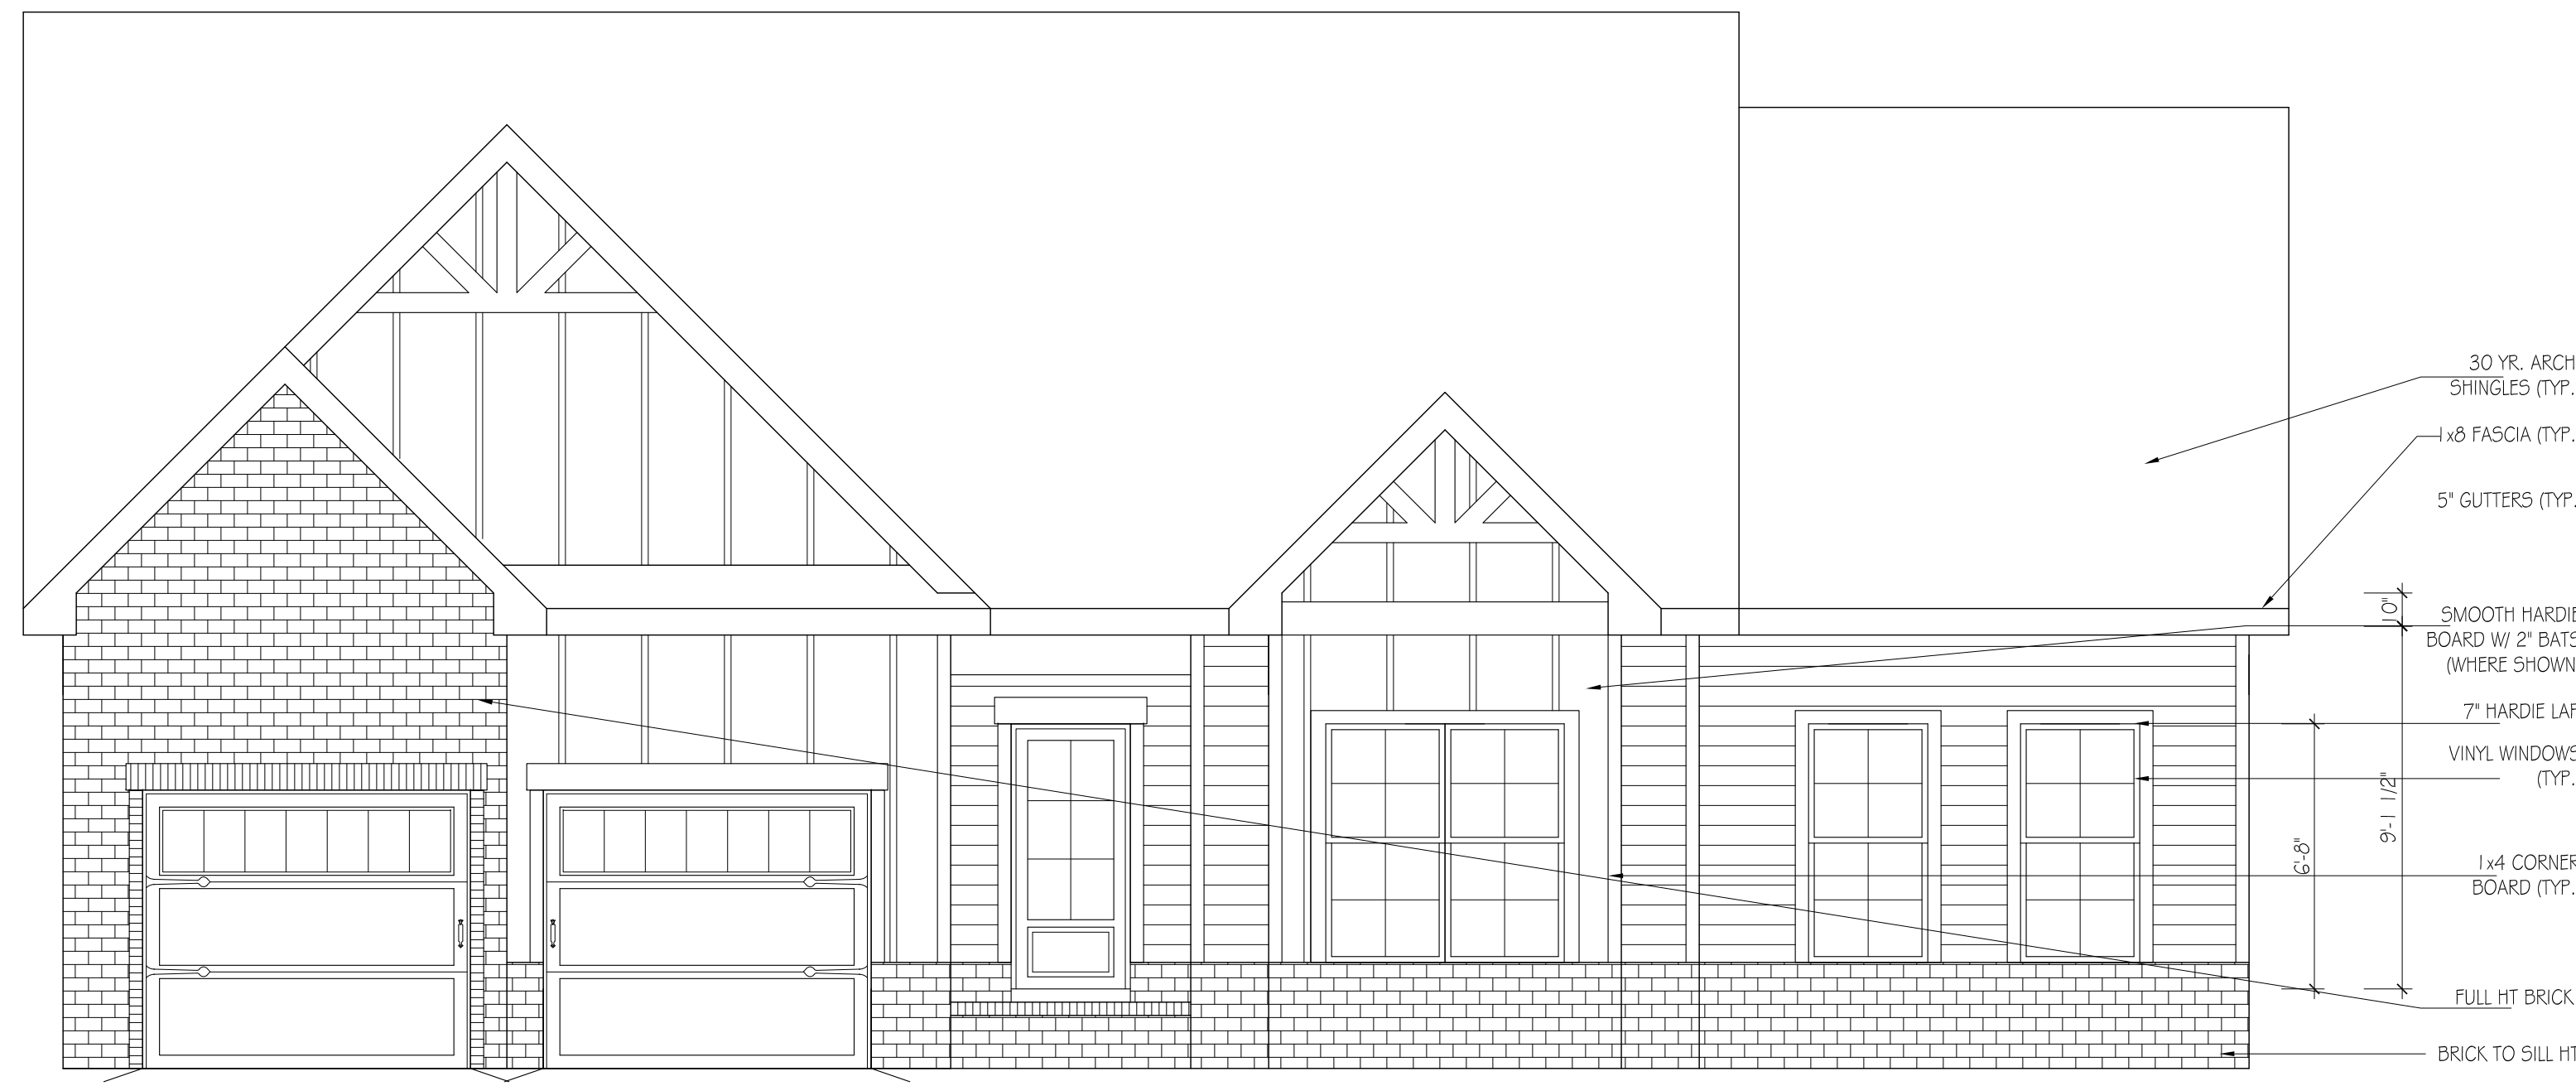 30 YR. ARCH
SHINGLES (TYP.
1x8 FASCIA (TYP.
5" GUTTERS (TYP.
10"
SMOOTH HARDIE
BOARD W/ 2" BATS
(WHERE SHOWN
7" HARDIE LAP
VINYL WINDOWS
(TYP.
9'-1 1/2"
6'-8"
1x4 CORNER
BOARD (TYP.
FULL HT BRICK
BRICK TO SILL HT